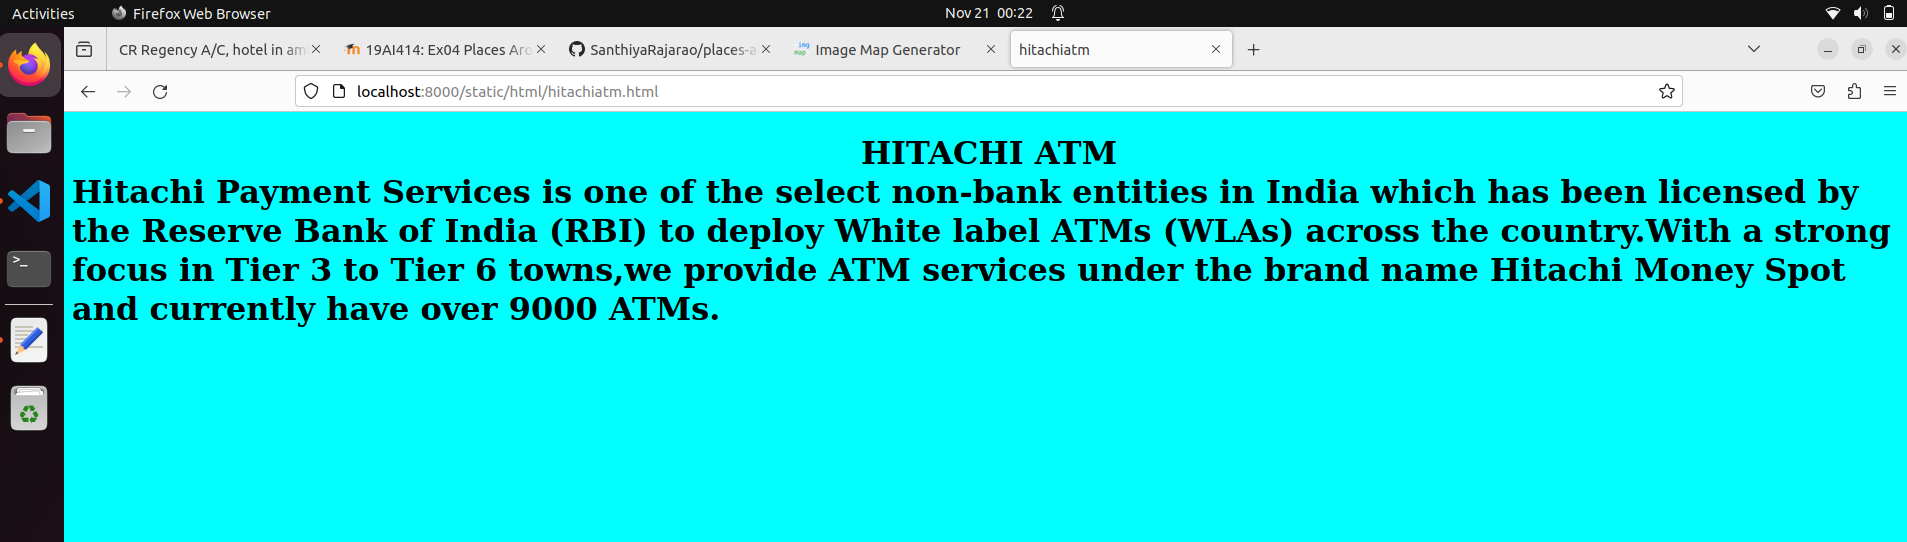 Activities
Firefox Web Browser
Nov 21 00:22
CR Regency A/C, hotel in am
19AI414: Ex04 Places Aro
SanthiyaRajarao/places-a
Image Map Generator
hitachiatm
localhost:8000/static/html/hitachiatm.html
HITACHI ATM
Hitachi Payment Services is one of the select non-bank entities in India which has been licensed by
the Reserve Bank of India (RBI) to deploy White label ATMs (WLAs) across the country.With a strong
focus in Tier 3 to Tier 6 towns,we provide ATM services under the brand name Hitachi Money Spot
and currently have over 9000 ATMs.